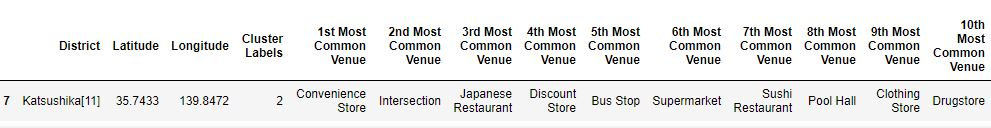 District Latitude Longitude Cluster Labels 1st Most Common Venue 2nd Most Common Venue 3rd Most Common Venue 4th Most Common Venue 5th Most Common Venue 6th Most Common Venue 7th Most Common Venue 8th Most Common Venue 9th Most Common Venue 10th Most Common Venue
7 Katsushika[11] 35.7433 139.8472 2 Convenience Store Intersection Japanese Restaurant Discount Store Bus Stop Supermarket Sushi Restaurant Pool Hall Clothing Store Drugstore